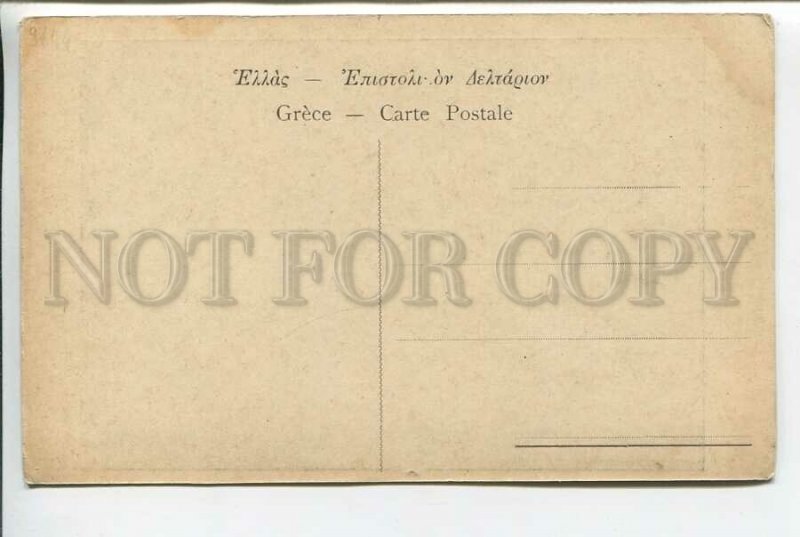 Ἑλλὰς — Ἐπιστολι·ὸν Δελτάριον
Grèce — Carte Postale
NOT FOR COPY